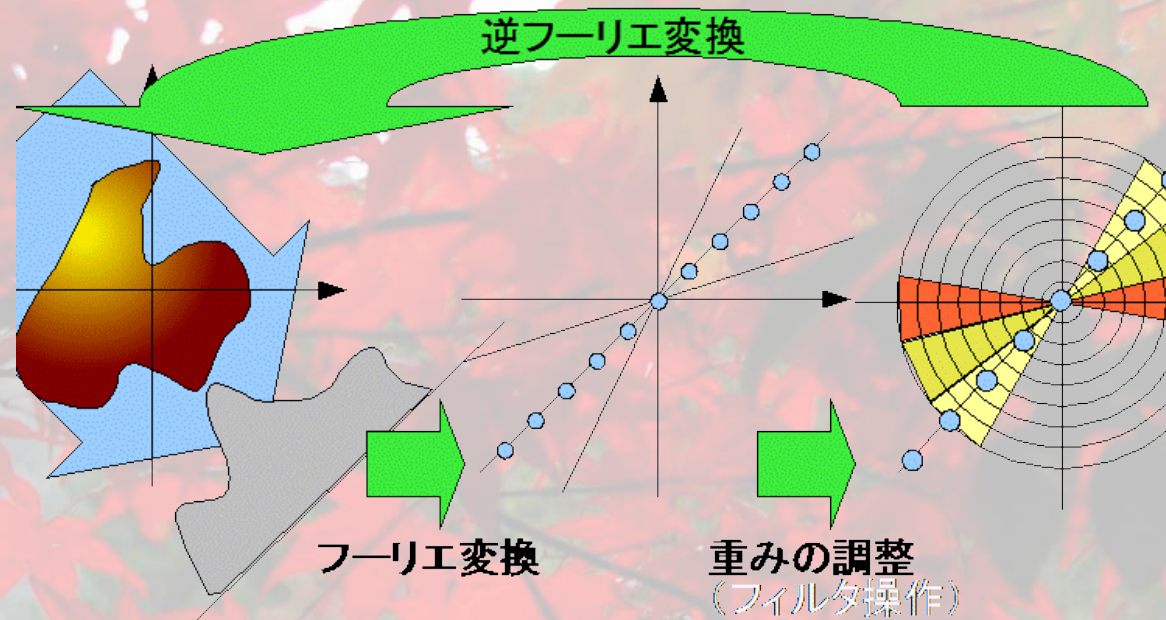 逆フーリエ変換
フーリエ変換
重みの調整
（フィルタ操作）